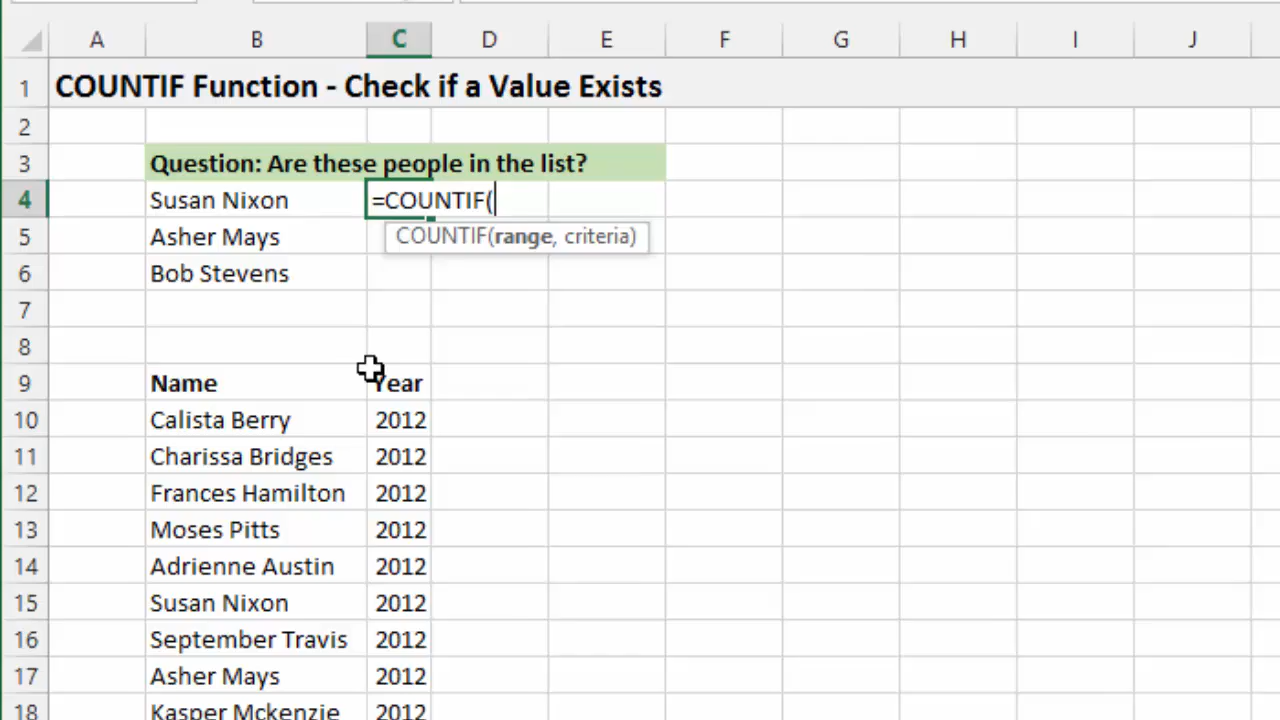 A B C D E F G H I J
1 COUNTIF Function - Check if a Value Exists
2
3 Question: Are these people in the list?
4 Susan Nixon =COUNTIF(
5 Asher Mays COUNTIF(range, criteria)
6 Bob Stevens
7
8
9 Name Year
10 Calista Berry 2012
11 Charissa Bridges 2012
12 Frances Hamilton 2012
13 Moses Pitts 2012
14 Adrienne Austin 2012
15 Susan Nixon 2012
16 September Travis 2012
17 Asher Mays 2012
18 Kasper Mckenzie 2012